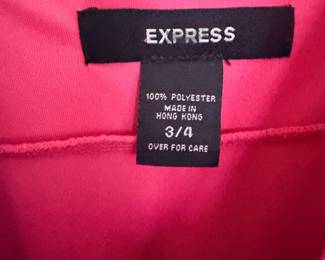 EXPRESS
100% POLYESTER
MADE IN
HONG KONG
3/4
OVER FOR CARE